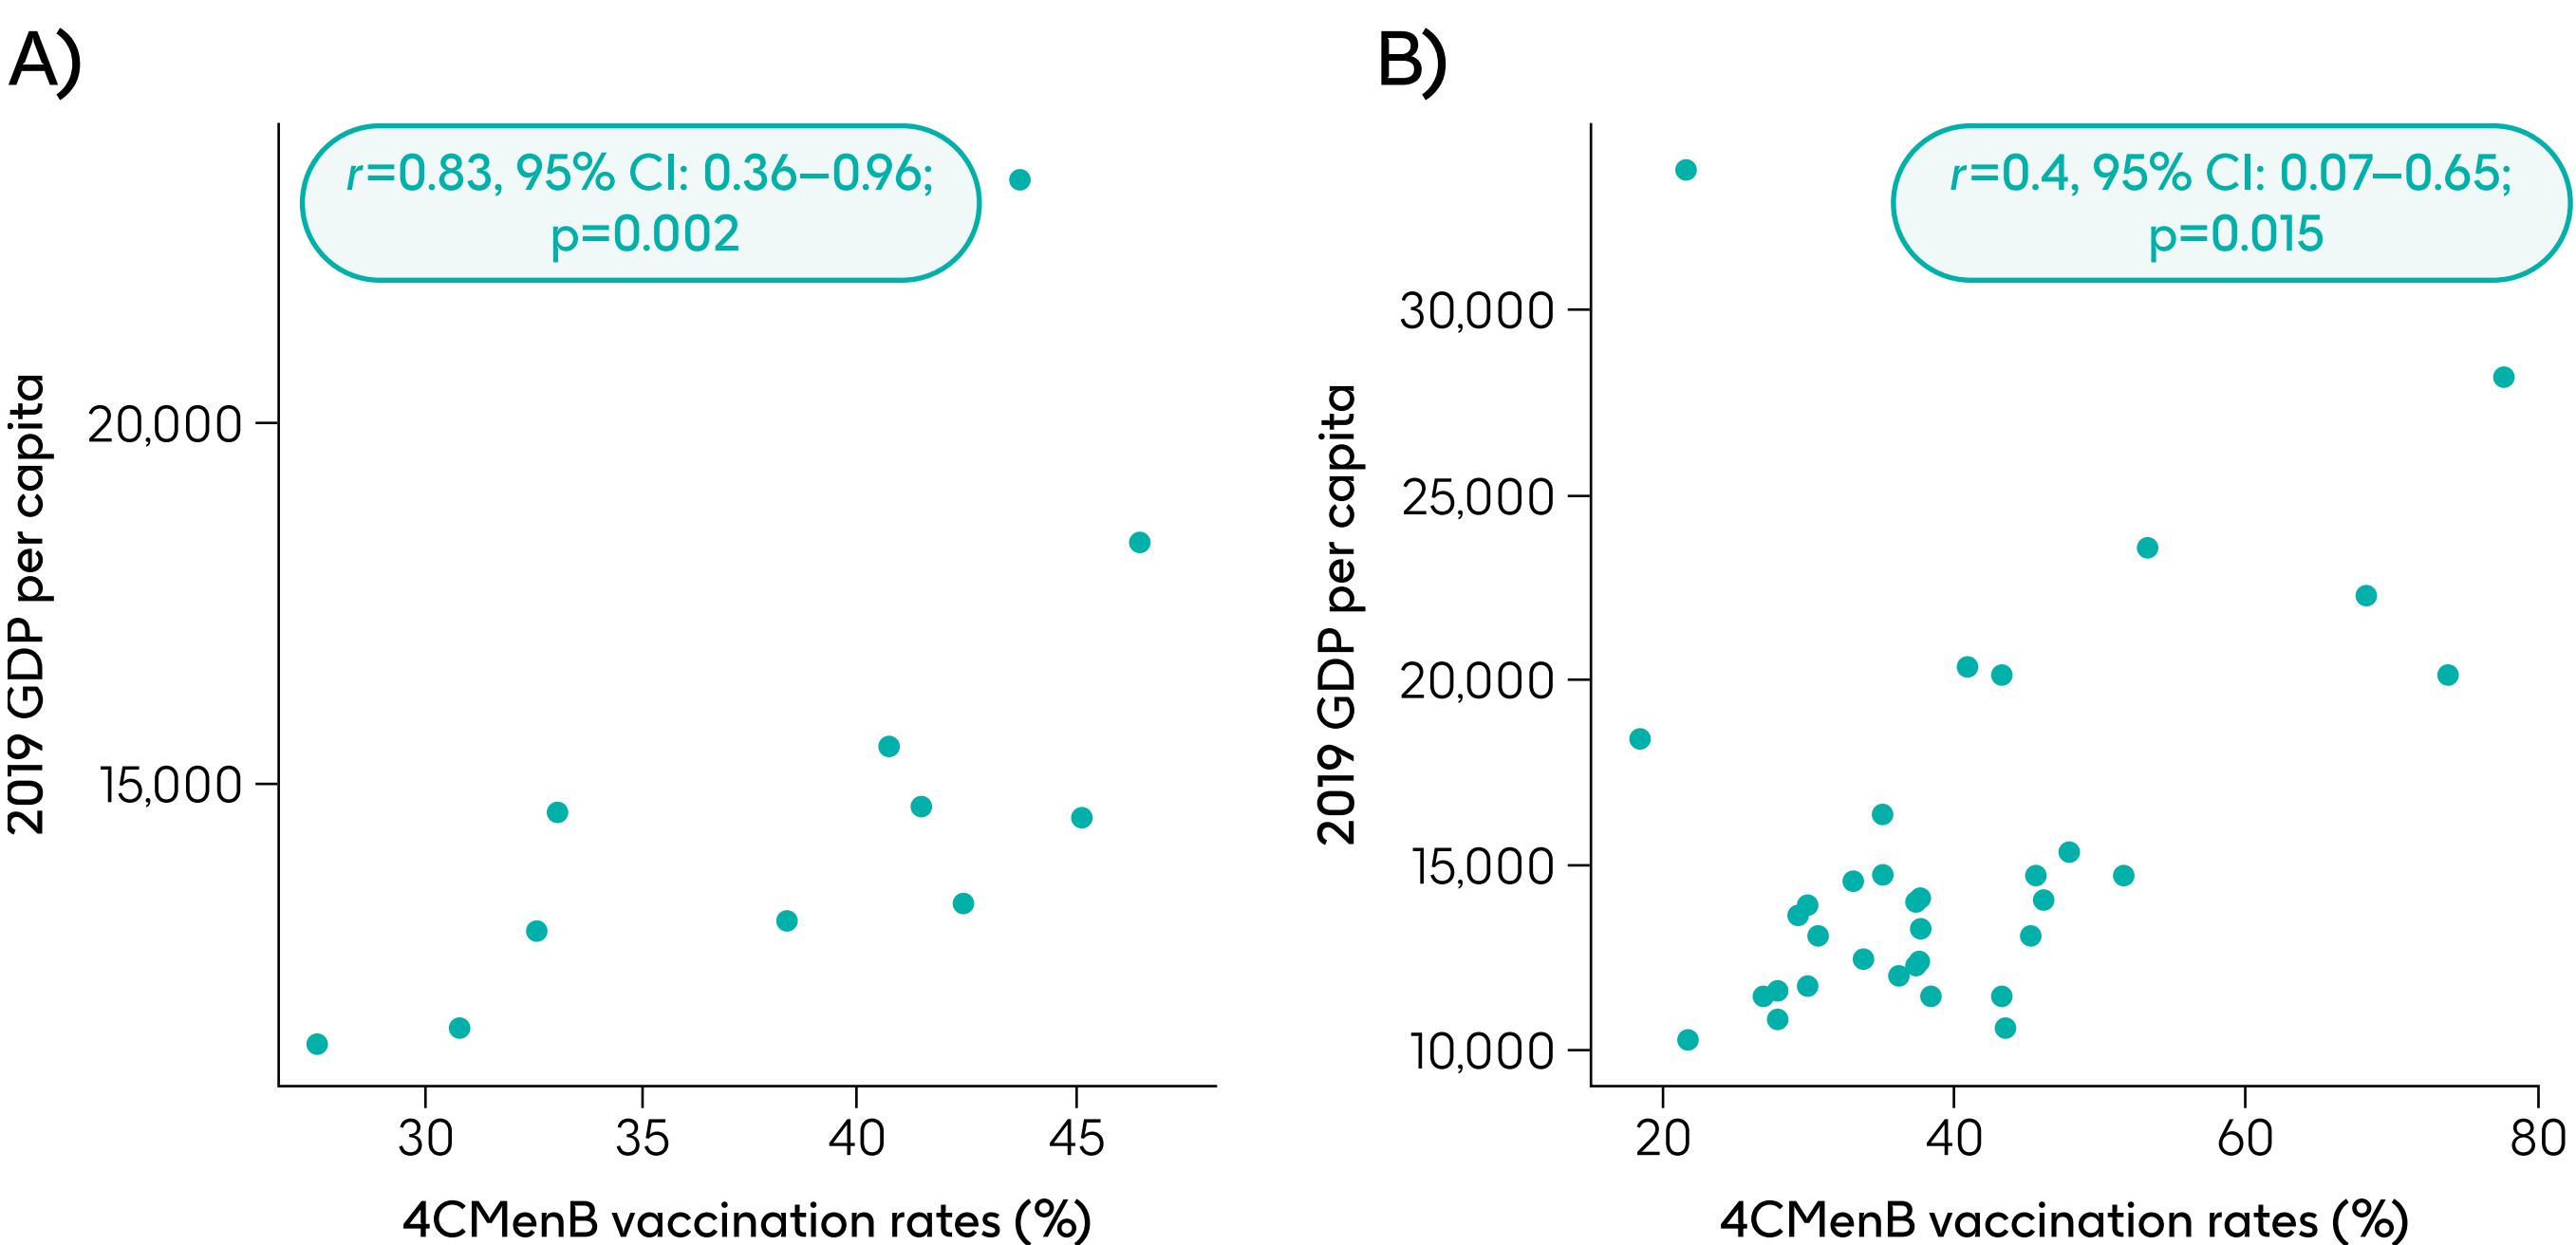 A)
r=0.83, 95% CI: 0.36–0.96;
p=0.002
2019 GDP per capita
20,000
15,000
30
35
40
45
4CMenB vaccination rates (%)
B)
r=0.4, 95% CI: 0.07–0.65;
p=0.015
2019 GDP per capita
30,000
25,000
20,000
15,000
10,000
20
40
60
80
4CMenB vaccination rates (%)